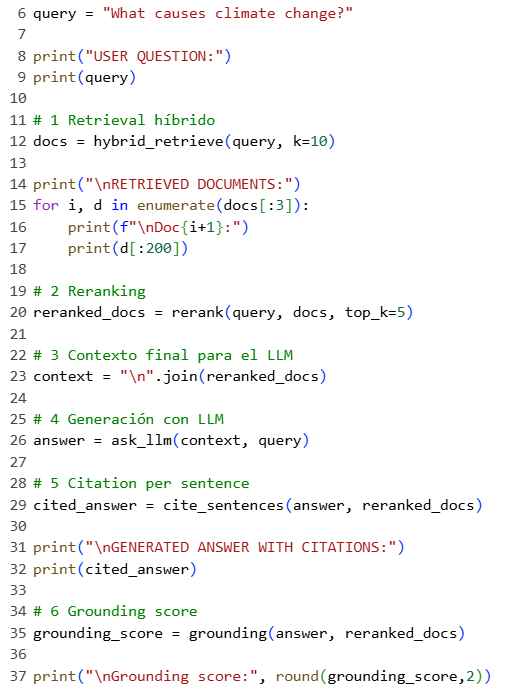 6 query = "What causes climate change?"
7
8 print("USER QUESTION:")
9 print(query)
10
11 # 1 Retrieval híbrido
12 docs = hybrid_retrieve(query, k=10)
13
14 print("\nRETRIEVED DOCUMENTS:")
15 for i, d in enumerate(docs[:3]):
16     print(f"\nDoc{i+1}:")
17     print(d[:200])
18
19 # 2 Reranking
20 reranked_docs = rerank(query, docs, top_k=5)
21
22 # 3 Contexto final para el LLM
23 context = "\n".join(reranked_docs)
24
25 # 4 Generación con LLM
26 answer = ask_llm(context, query)
27
28 # 5 Citation per sentence
29 cited_answer = cite_sentences(answer, reranked_docs)
30
31 print("\nGENERATED ANSWER WITH CITATIONS:")
32 print(cited_answer)
33
34 # 6 Grounding score
35 grounding_score = grounding(answer, reranked_docs)
36
37 print("\nGrounding score:", round(grounding_score,2))